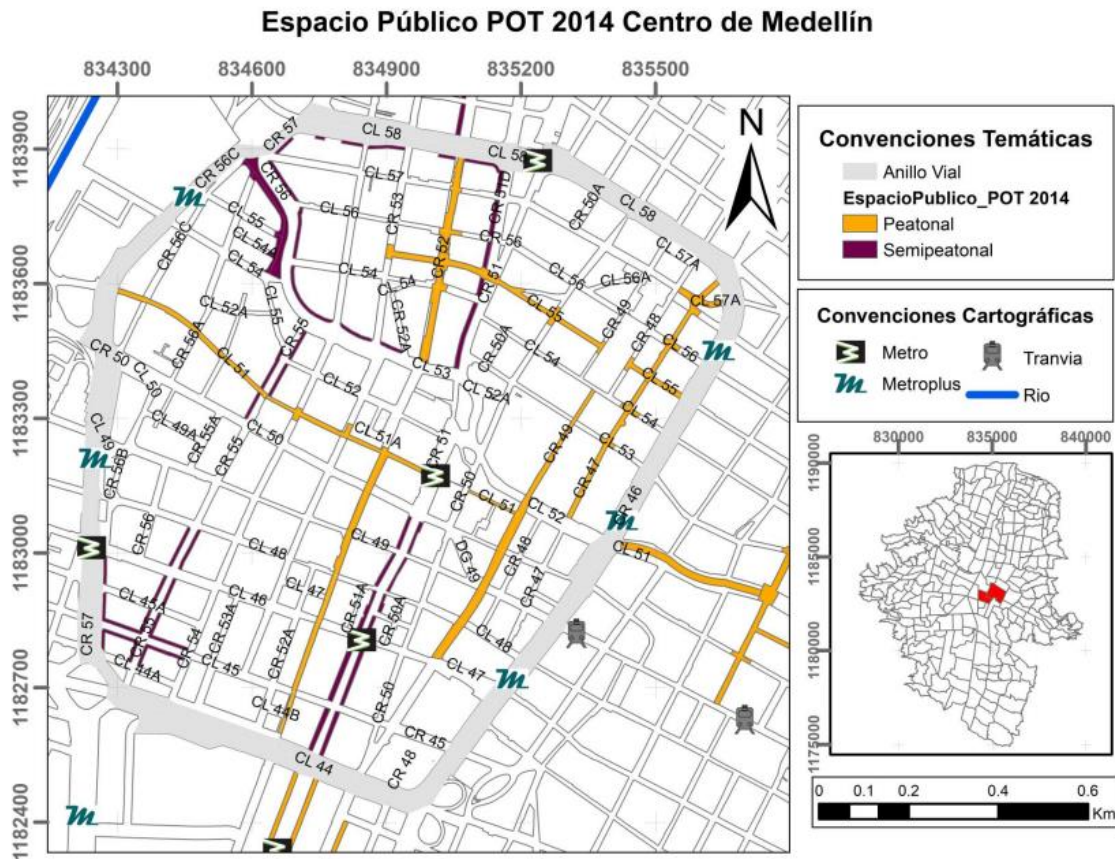 Espacio Público POT 2014 Centro de Medellín
834300 834600 834900 835200 835500
1183900
1183600
1183300
1183000
1182700
1182400
N
CR 57
CL 58
CL 58
CR 56C
CR 56
CL 57
CR 53
CR 51D
CR 50A
CL 58
CL 55
CL 56
CR 52
CR 56
CL 57A
CR 56C
CL 54A
CL 54
CL 54
CL 54
CR 51
CL 56
CL 56A
CL 57A
CL 52A
CL 55
CR 55
CR 52A
CL 55
CR 49
CR 48
CL 56
CR 56A
CR 50
CL 50
CL 51
CL 52
CL 53
CR 50A
CL 54
CL 52A
CL 55
CL 54
CL 49
CL 49A
CR 55A
CR 55
CL 50
CL 51A
CR 51
CR 49
CR 47
CL 53
CR 56B
CR 50
CL 51
CL 52
CR 46
CR 56
CL 48
CL 49
DG 49
CR 48
CL 51
CL 45A
CL 46
CL 47
CR 51A
CR 50A
CR 47
CR 57
CR 55
CR 54
CR 53A
CR 52A
CL 48
CL 44A
CL 45
CL 47
CL 44B
CR 50
CR 45
CL 44
CR 48
Convenciones Temáticas
Anillo Vial
EspacioPublico_POT 2014
Peatonal
Semipeatonal
Convenciones Cartográficas
Metro
Tranvia
Metroplus
Rio
830000 835000 840000
1190000
1185000
1180000
1175000
0 0.1 0.2 0.4 0.6
Km